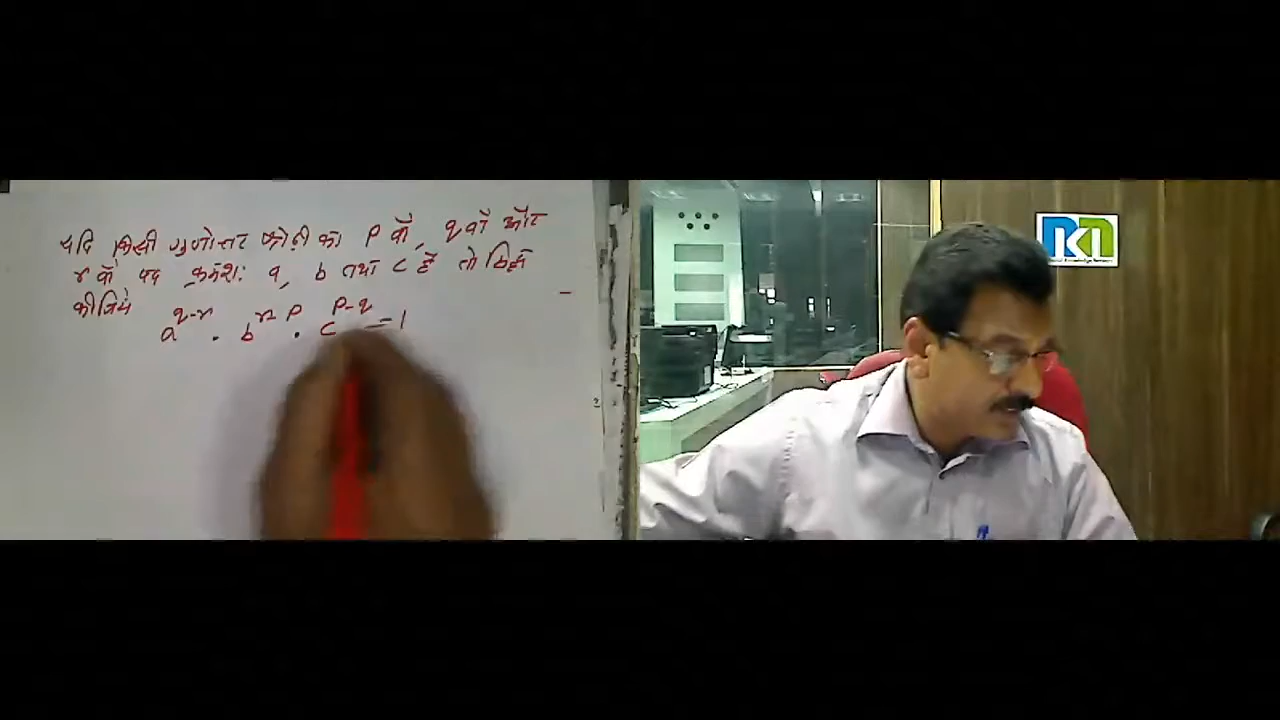 यदि किसी गुणोत्तर श्रेणी का P वाँ, q वाँ और
r वाँ पद क्रमशः a, b तथा c हैं तो सिद्ध
कीजिये
a^{q-r} . b^{r-P} . c^{P-q} = 1